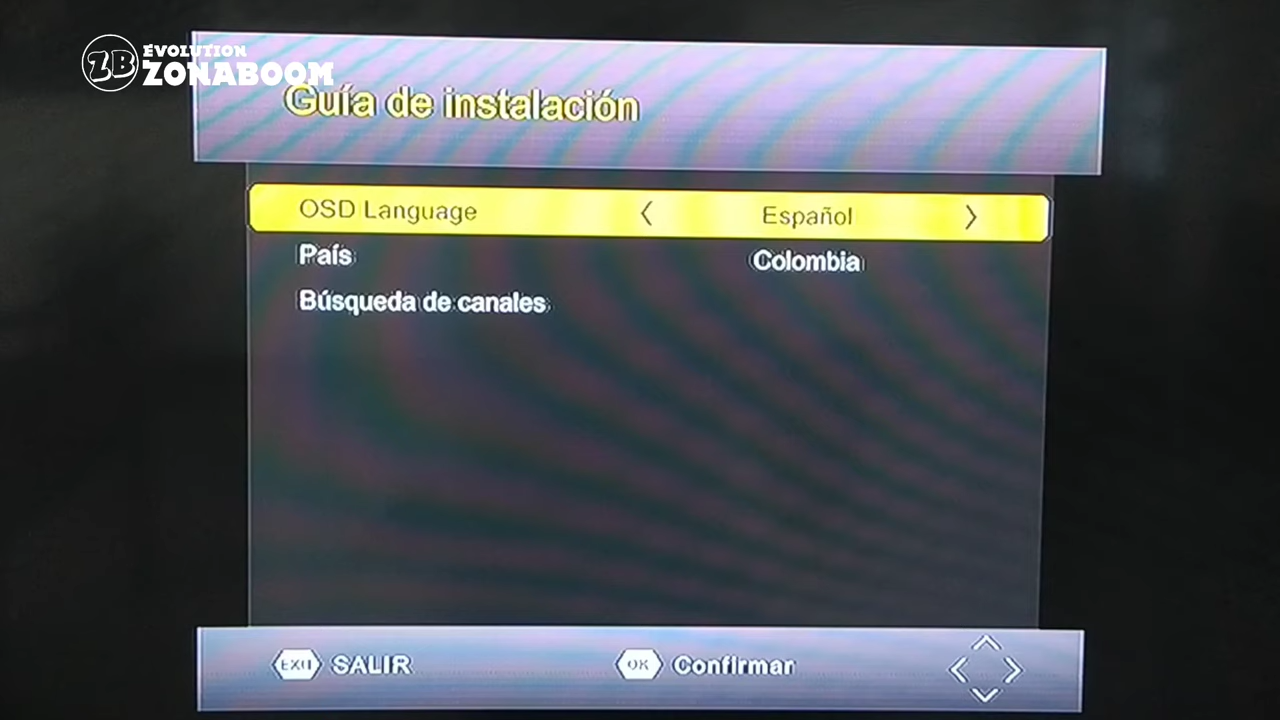 ZB
EVOLUTION
ZONABOOM
Guía de instalación
OSD Language < Español >
País Colombia
Búsqueda de canales
EXIT SALIR OK Confirmar